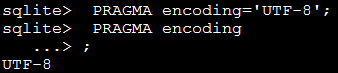 sqlite>  PRAGMA encoding='UTF-8';
sqlite>  PRAGMA encoding
   ...> ;
UTF-8